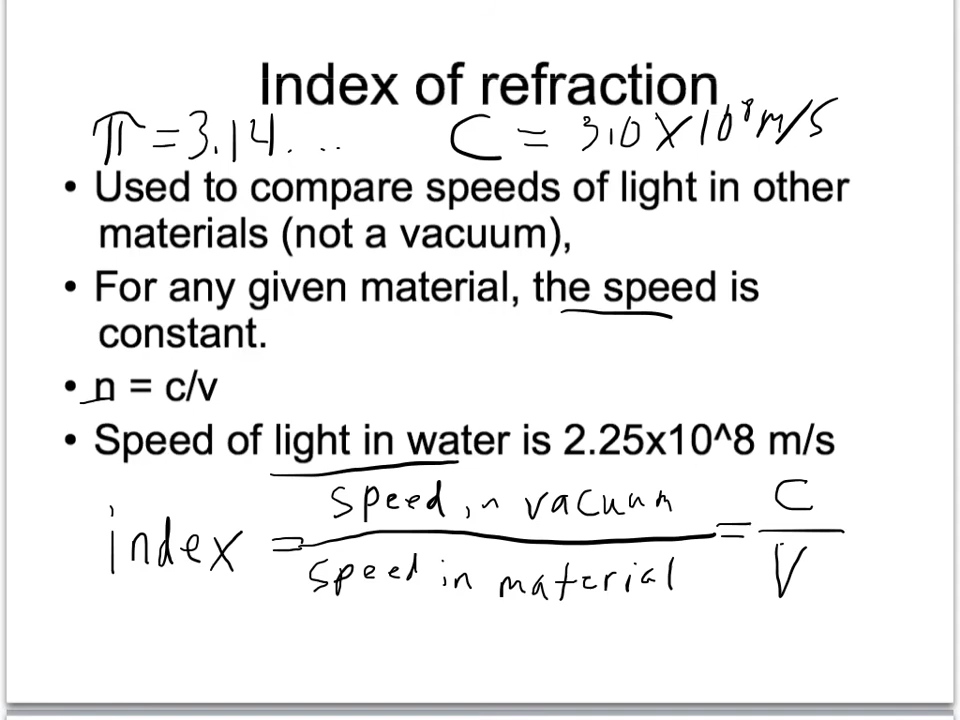 Index of refraction
π = 3.14... C = 3.0 X 10⁸ m/s
• Used to compare speeds of light in other
materials (not a vacuum),
• For any given material, the speed is
constant.
• n = c/v
• Speed of light in water is 2.25x10^8 m/s
index = speed in vacuum / speed in material = C / V